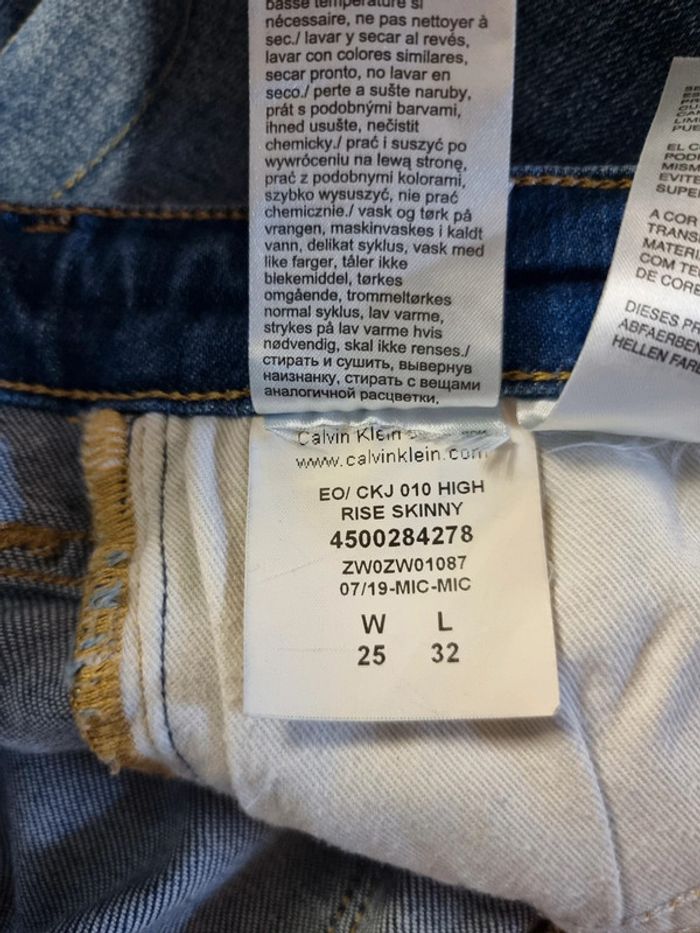 basse température si
nécessaire, ne pas nettoyer à
sec./ lavar y secar al revés,
lavar con colores similares,
secar pronto, no lavar en
seco./ perte a sušte naruby,
prát s podobnými barvami,
ihned usušte, nečistit
chemicky./ prać i suszyć po
wywróceniu na lewą stronę,
prać z podobnymi kolorami,
szybko wysuszyć, nie prać
chemicznie./ vask og tørk på
vrangen, maskinvaskes i kaldt
vann, delikat syklus, vask med
like farger, tåler ikke
blekemiddel, tørkes
omgående, trommeltørkes
normal syklus, lav varme,
strykes på lav varme hvis
nødvendig, skal ikke renses./
стирать и сушить, вывернув
наизнанку, стирать с вещами
аналогичной расцветки,
Calvin Klein
www.calvinklein.com
EO/ CKJ 010 HIGH
RISE SKINNY
4500284278
ZW0ZW01087
07/19-MIC-MIC
W L
25 32
EL
MISM
EVITE
SUPER
A COR
TRANS
MATERI
COM TE
DE CORE
DIESES PR
ABFAERBEN
HELLEN FARB